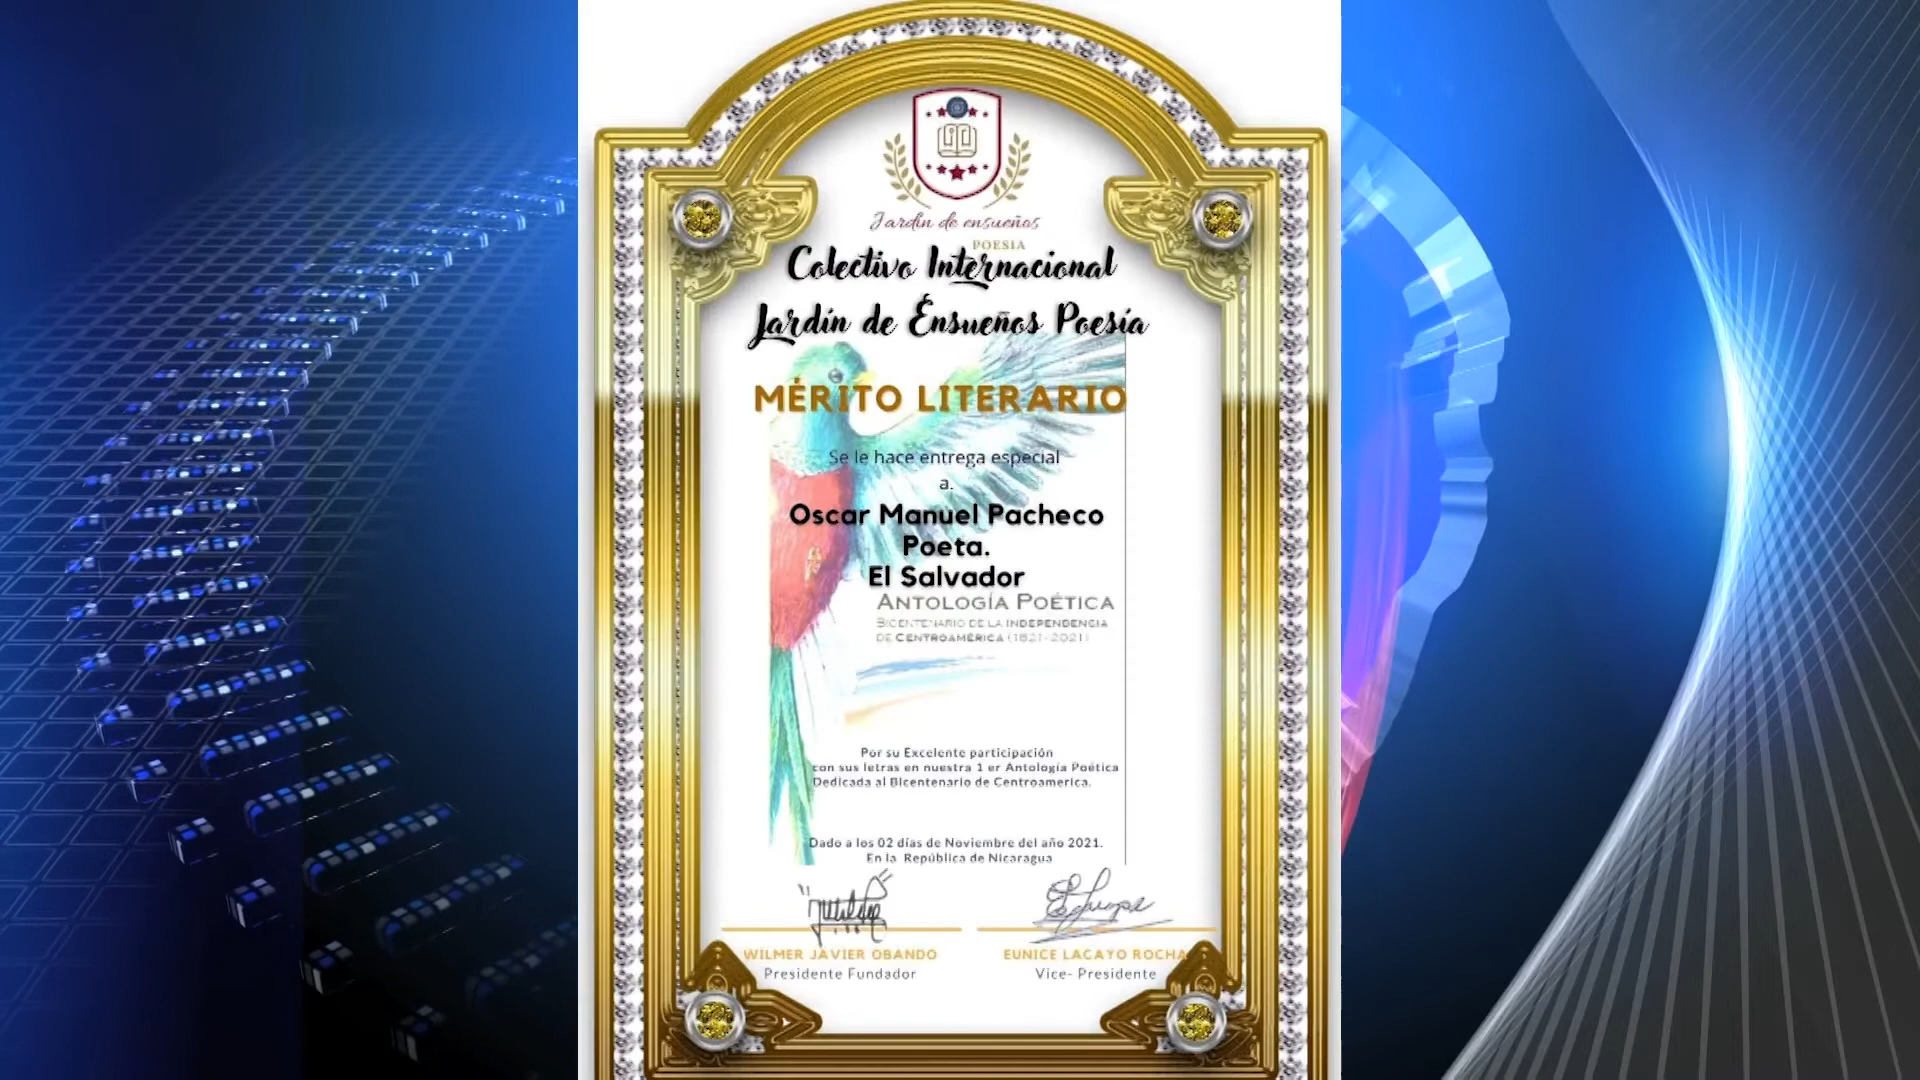 Jardín de ensueños
POESIA
Colectivo Internacional
Jardín de Ensueños Poesía
MÉRITO LITERARIO
Se le hace entrega especial
a.
Oscar Manuel Pacheco
Poeta.
El Salvador
ANTOLOGÍA POÉTICA
BICENTENARIO DE LA INDEPENDENCIA
DE CENTROAMÉRICA (1821-2021)
Por su Excelente participación
con sus letras en nuestra 1 er Antología Poética
Dedicada al Bicentenario de Centroamerica.
Dado a los 02 días de Noviembre del año 2021.
En la República de Nicaragua
WILMER JAVIER OBANDO
Presidente Fundador
EUNICE LACAYO ROCHA
Vice- Presidente